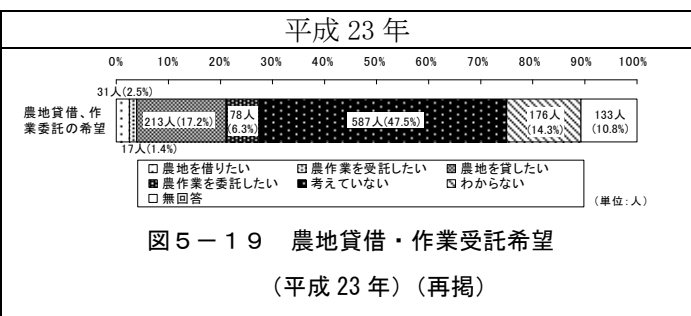 平成 23 年
0% 10% 20% 30% 40% 50% 60% 70% 80% 90% 100%
31人(2.5%)
農地貸借、作
業委託の希望
213人(17.2%)
78人
(6.3%)
587人(47.5%)
176人
(14.3%)
133人
(10.8%)
17人(1.4%)
農地を借りたい 農作業を受託したい 農地を貸したい
農作業を委託したい 考えていない わからない
無回答
(単位:人)
図5-19 農地貸借・作業受託希望
(平成 23 年)(再掲)